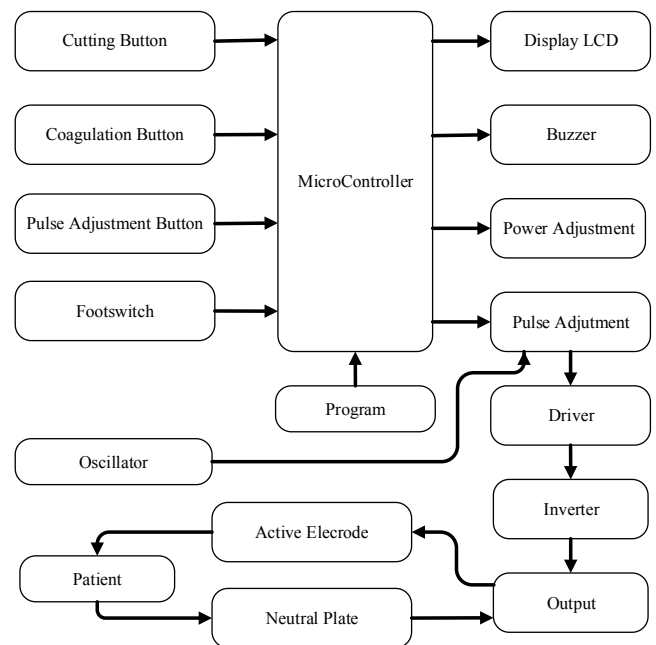 Cutting Button
Display LCD
Coagulation Button
Buzzer
MicroController
Pulse Adjustment Button
Power Adjustment
Footswitch
Pulse Adjutment
Program
Driver
Oscillator
Inverter
Active Elecrode
Patient
Output
Neutral Plate